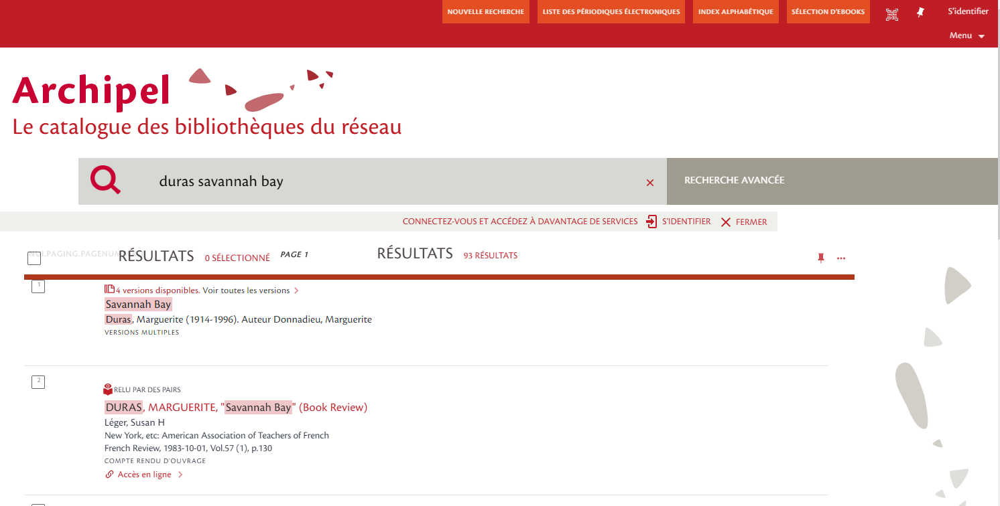 NOUVELLE RECHERCHE LISTE DES PÉRIODIQUES ÉLECTRONIQUES INDEX ALPHABÉTIQUE SÉLECTION D'EBOOKS S'identifier
Menu
Archipel
Le catalogue des bibliothèques du réseau
duras savannah bay
RECHERCHE AVANCÉE
CONNECTEZ-VOUS ET ACCÉDEZ À DAVANTAGE DE SERVICES S'IDENTIFIER FERMER
RÉSULTATS 0 SÉLECTIONNÉ PAGE 1 RÉSULTATS 93 RÉSULTATS
1
4 versions disponibles. Voir toutes les versions
Savannah Bay
Duras, Marguerite (1914-1996). Auteur Donnadieu, Marguerite
VERSIONS MULTIPLES
2
RELU PAR DES PAIRS
DURAS, MARGUERITE, "Savannah Bay" (Book Review)
Léger, Susan H
New York, etc: American Association of Teachers of French
French Review, 1983-10-01, Vol.57 (1), p.130
COMPTE RENDU D'OUVRAGE
Accès en ligne